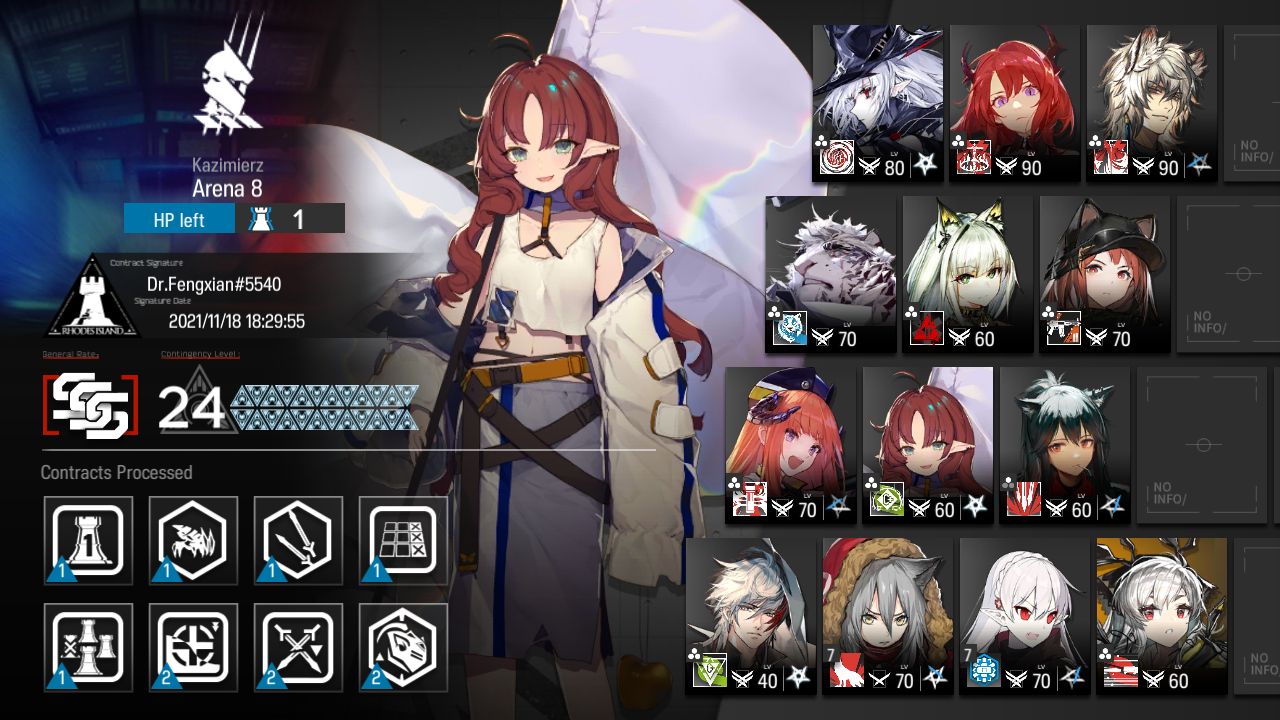 Kazimierz
Arena 8
HP left 1
Contract Signature
Dr.Fengxian#5540
Signature Date
2021/11/18 18:29:55
RHODES ISLAND
General Rate:
Contingency Level:
24
Contracts Processed
1
1
1
1
1
1
2
2
2
LV
80
LV
90
LV
90
NO
INFO/
LV
70
LV
60
LV
70
NO
INFO/
LV
70
LV
60
LV
60
NO
INFO/
LV
40
7
LV
70
7
LV
70
LV
60
NO
INFO